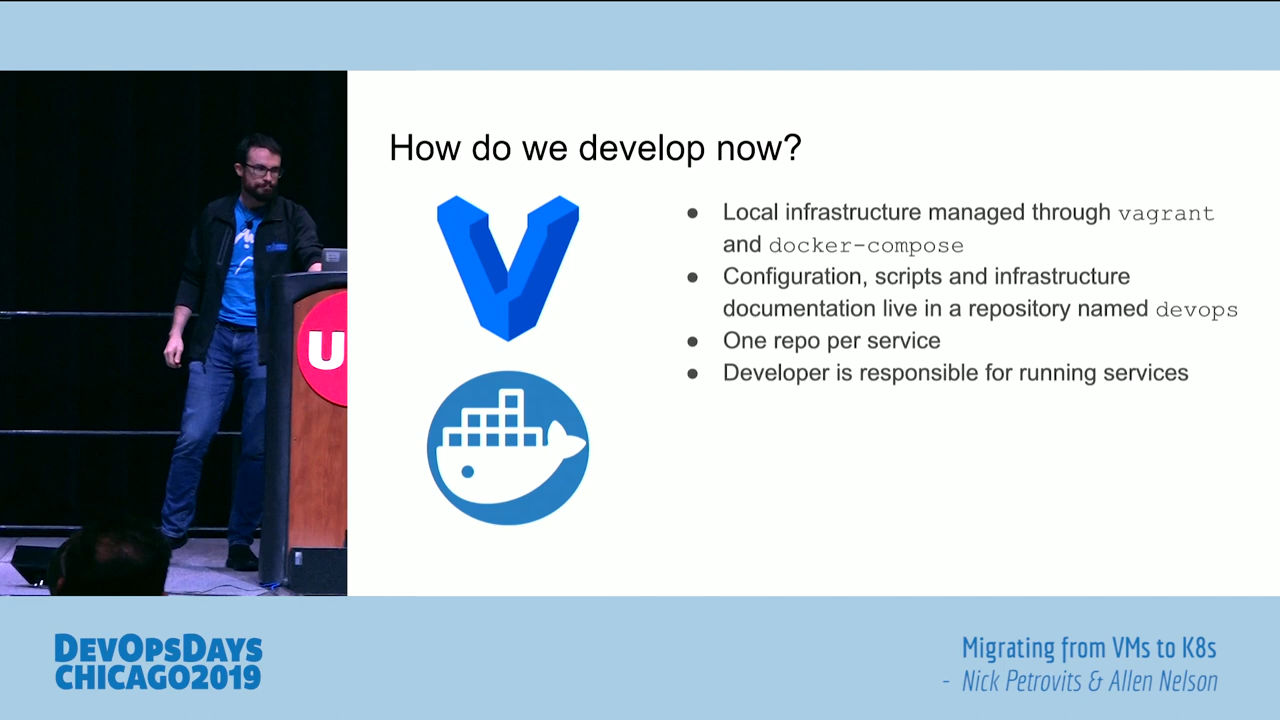 How do we develop now?
● Local infrastructure managed through vagrant
and docker-compose
● Configuration, scripts and infrastructure
documentation live in a repository named devops
● One repo per service
● Developer is responsible for running services
U
DevOpsDays
Chicago2019
Migrating from VMs to K8s
- Nick Petrovits & Allen Nelson